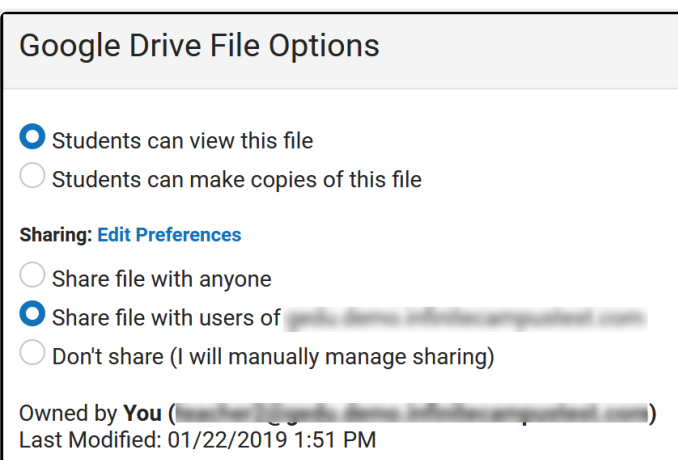 Google Drive File Options
Students can view this file
Students can make copies of this file
Sharing: Edit Preferences
Share file with anyone
Share file with users of
Don't share (I will manually manage sharing)
Owned by You ( )
Last Modified: 01/22/2019 1:51 PM